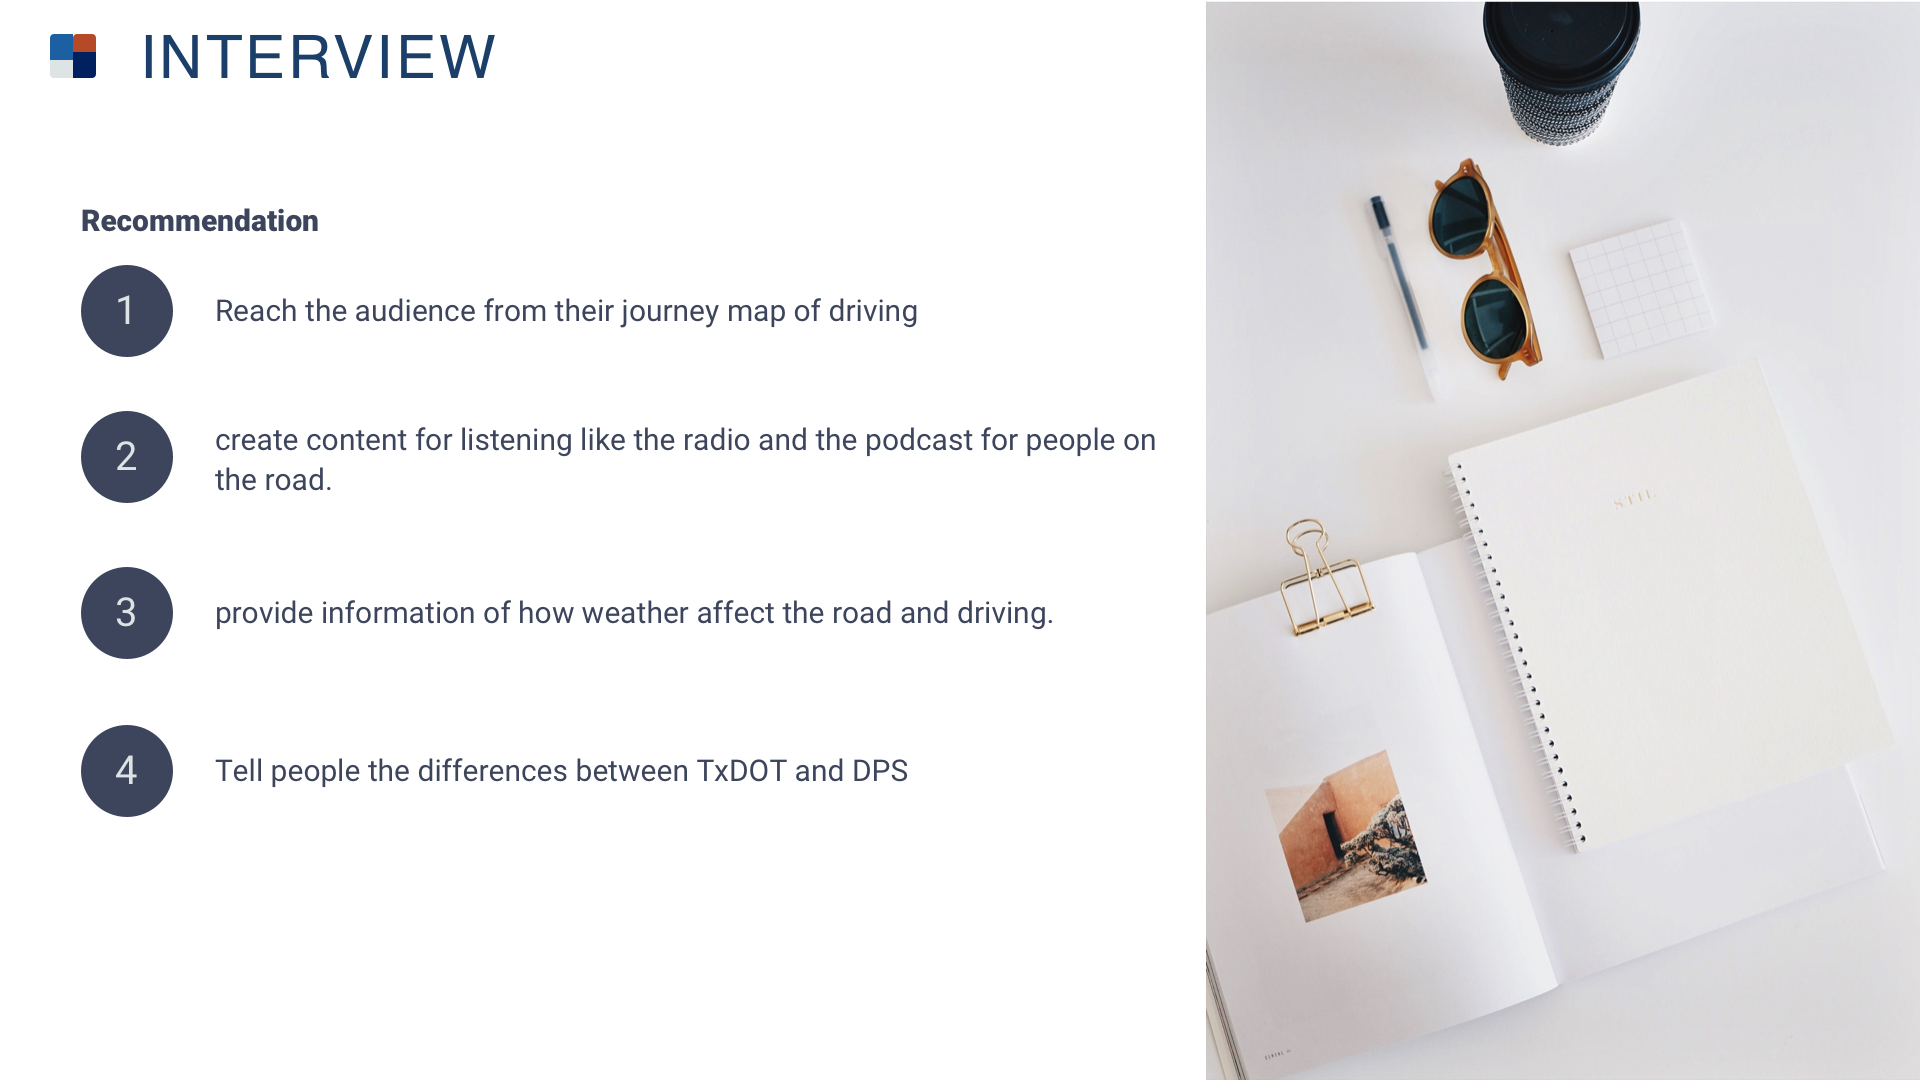 INTERVIEW
Recommendation
1
Reach the audience from their journey map of driving
2
create content for listening like the radio and the podcast for people on
the road.
3
provide information of how weather affect the road and driving.
4
Tell people the differences between TxDOT and DPS